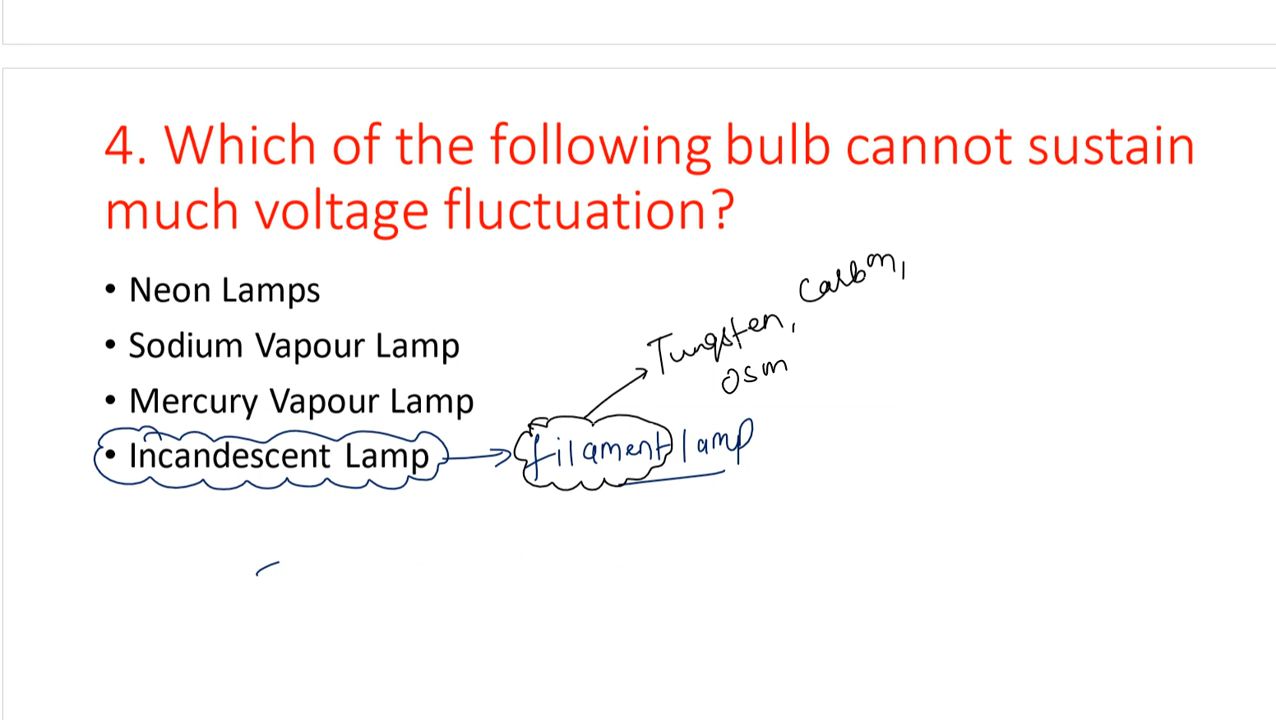 4. Which of the following bulb cannot sustain
much voltage fluctuation?
• Neon Lamps
• Sodium Vapour Lamp
• Mercury Vapour Lamp
• Incandescent Lamp
filament lamp
Tungsten, Carbon,
Osm